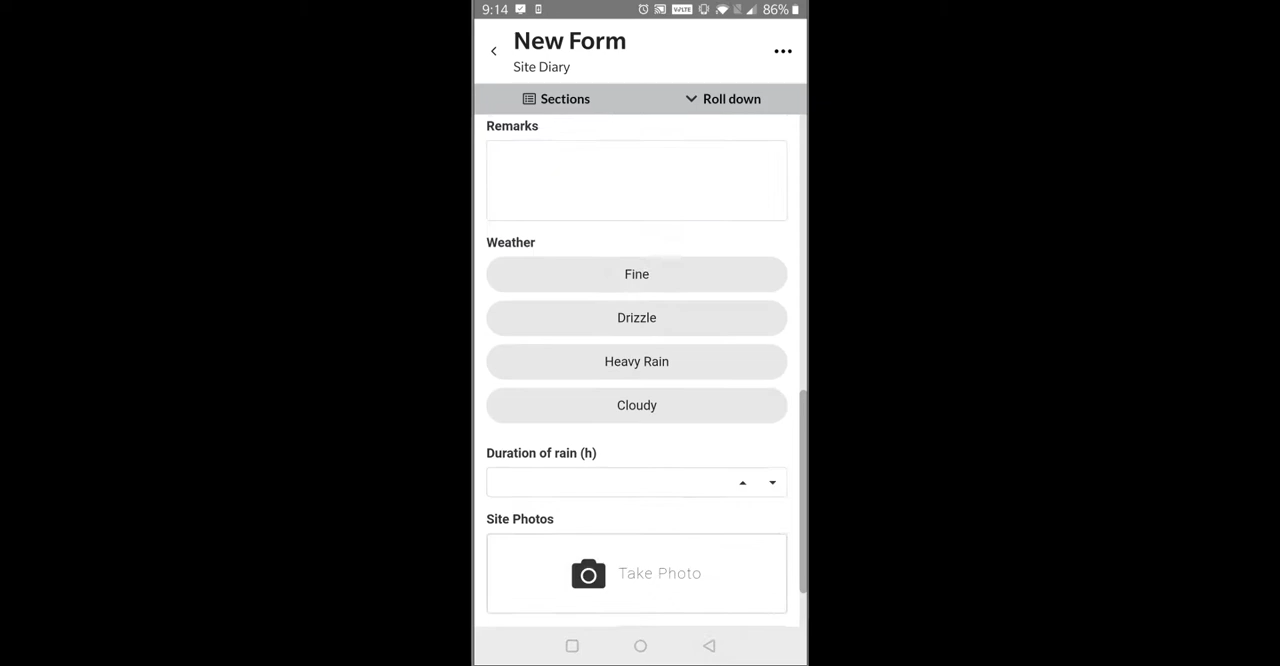 9:14 VoLTE 86%
New Form
Site Diary
Sections Roll down
Remarks
Weather
Fine
Drizzle
Heavy Rain
Cloudy
Duration of rain (h)
Site Photos
Take Photo